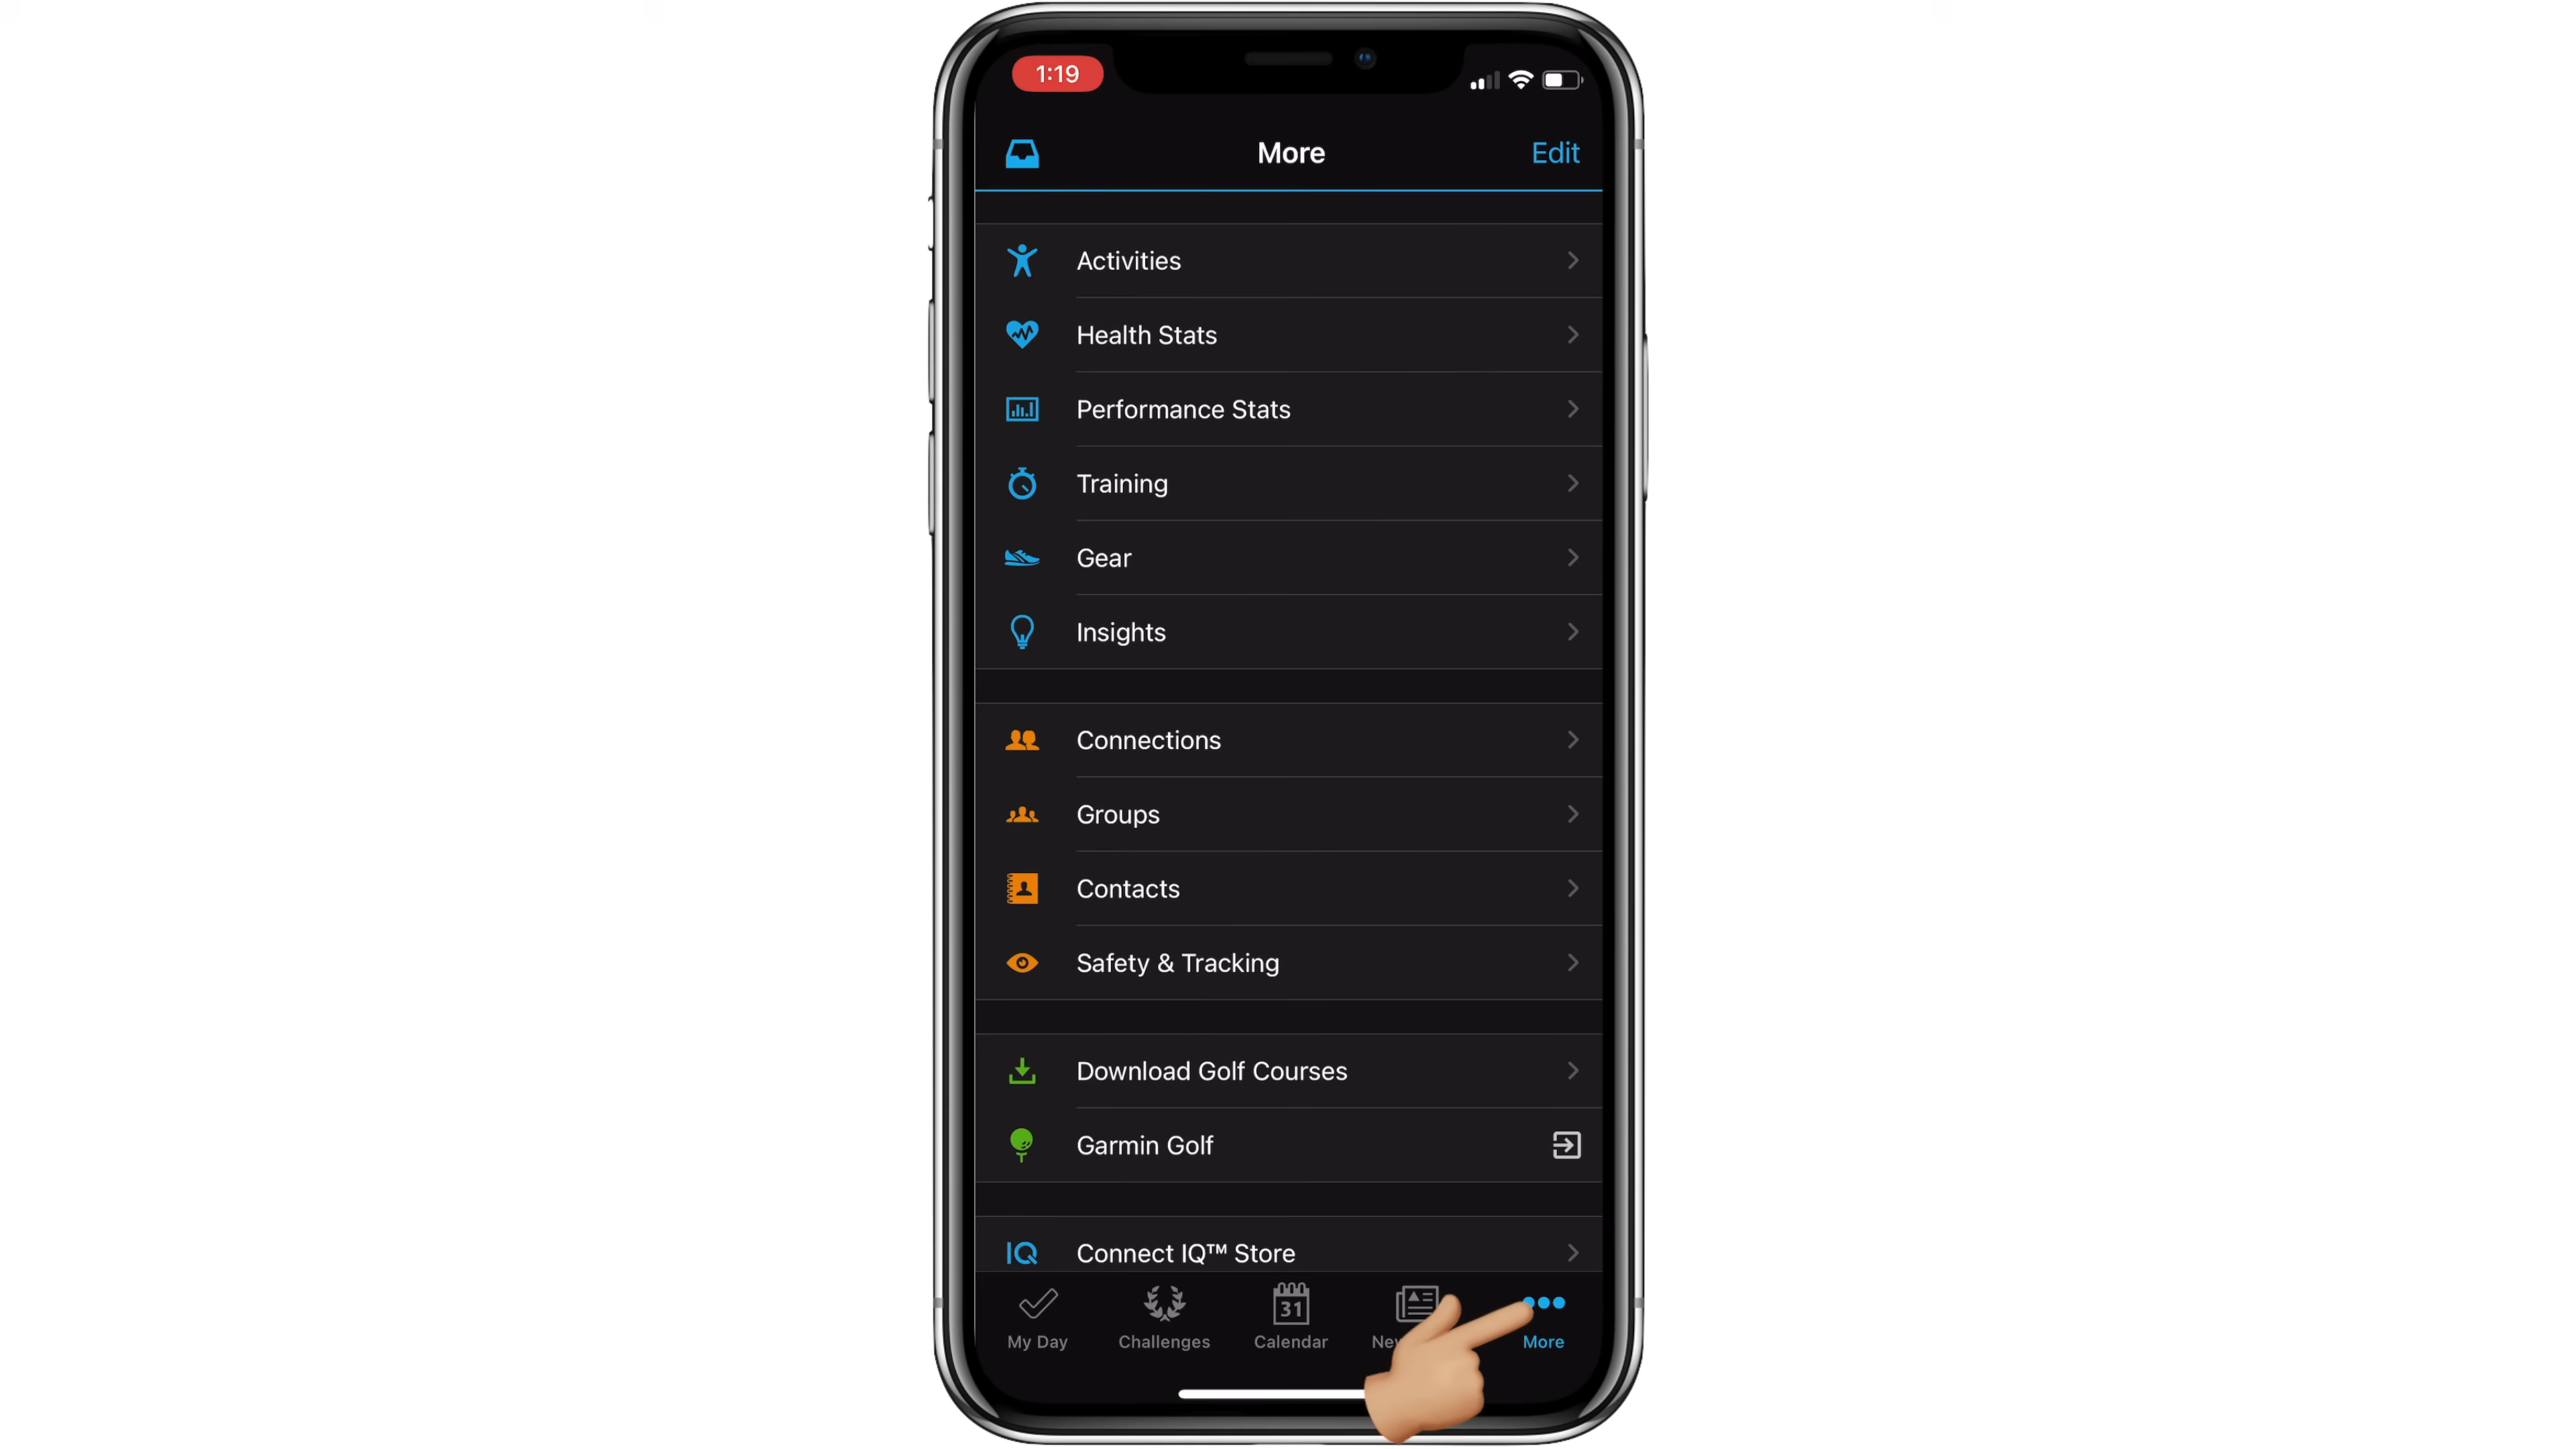 1:19
More
Edit
Activities
Health Stats
Performance Stats
Training
Gear
Insights
Connections
Groups
Contacts
Safety & Tracking
Download Golf Courses
Garmin Golf
IQ Connect IQ™ Store
31
My Day
Challenges
Calendar
More